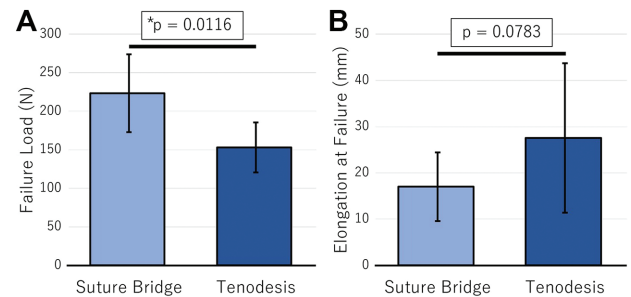 A
*p = 0.0116
Failure Load (N)
300
250
200
150
100
50
0
Suture Bridge
Tenodesis
B
p = 0.0783
Elongation at Failure (mm)
50
40
30
20
10
0
Suture Bridge
Tenodesis